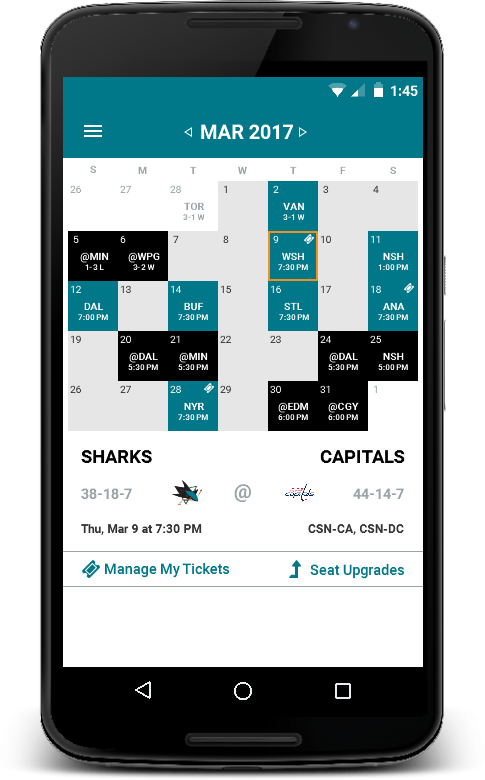 1:45
MAR 2017
S M T W T F S
26 27 28 1 2 3 4
TOR VAN
3-1 W 3-1 W
5 6 7 8 9 10 11
@MIN @WPG WSH NSH
1-3 L 3-2 W 7:30 PM 1:00 PM
12 13 14 15 16 17 18
DAL BUF STL ANA
7:00 PM 7:30 PM 7:30 PM 7:30 PM
19 20 21 22 23 24 25
@DAL @MIN @DAL NSH
5:30 PM 5:30 PM 5:30 PM 5:00 PM
26 27 28 29 30 31 1
NYR @EDM @CGY
7:30 PM 6:00 PM 6:00 PM
SHARKS CAPITALS
38-18-7 @ capitals 44-14-7
Thu, Mar 9 at 7:30 PM CSN-CA, CSN-DC
Manage My Tickets Seat Upgrades